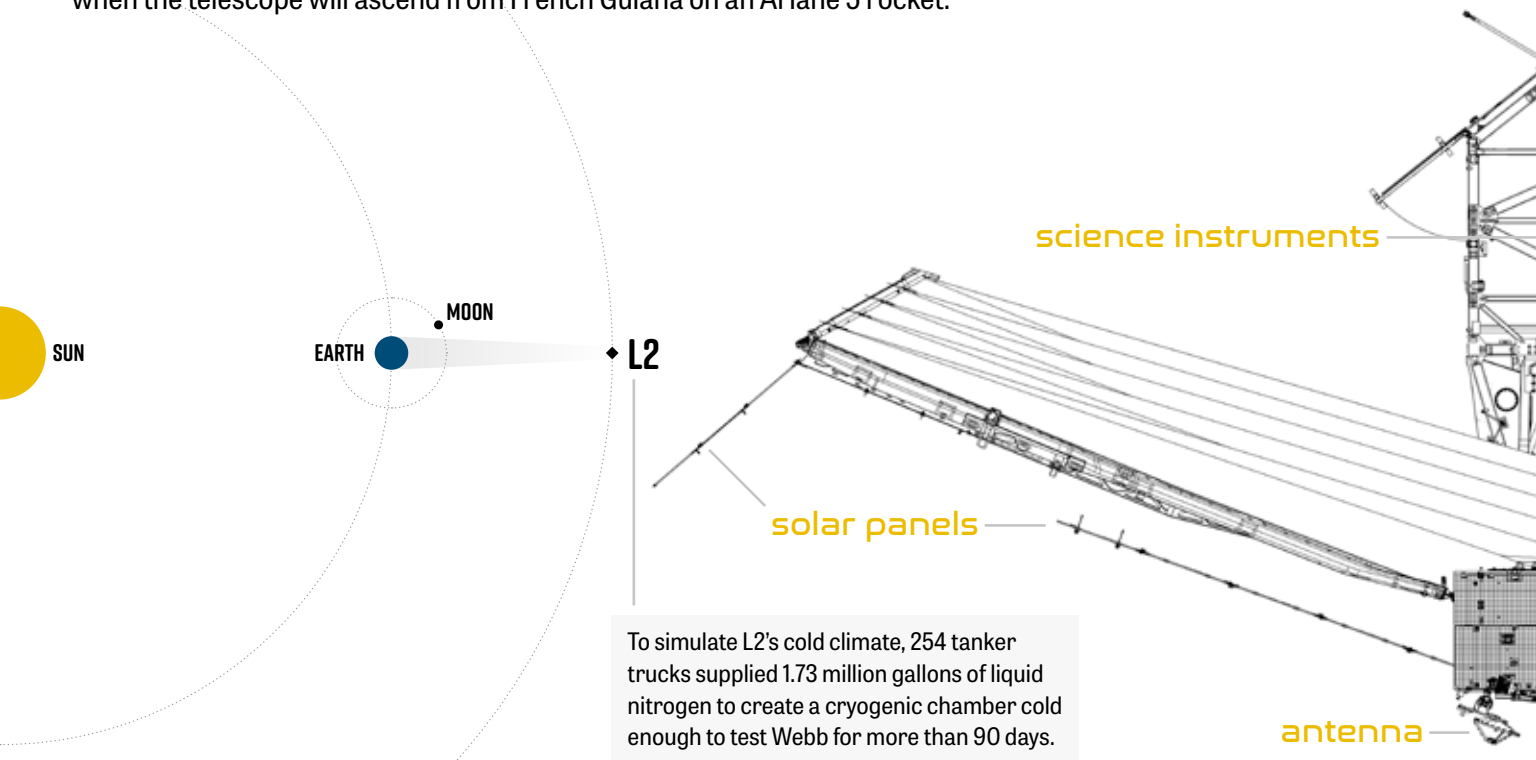 when the telescope will ascend from French Guiana on an Ariane 5 rocket.
science instruments
MOON
SUN
EARTH
L2
solar panels
To simulate L2's cold climate, 254 tanker
trucks supplied 1.73 million gallons of liquid
nitrogen to create a cryogenic chamber cold
enough to test Webb for more than 90 days.
antenna